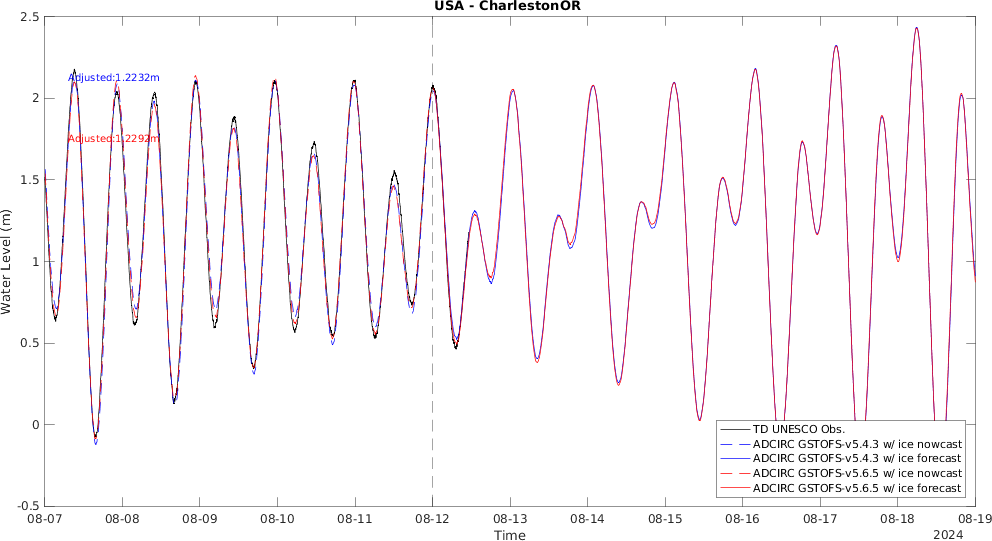 USA - CharlestonOR
2.5
2
1.5
1
0.5
0
-0.5
Water Level (m)
Adjusted:1.2232m
Adjusted:1.2292m
TD UNESCO Obs.
ADCIRC GSTOFS-v5.4.3 w/ ice nowcast
ADCIRC GSTOFS-v5.4.3 w/ ice forecast
ADCIRC GSTOFS-v5.6.5 w/ ice nowcast
ADCIRC GSTOFS-v5.6.5 w/ ice forecast
08-07 08-08 08-09 08-10 08-11 08-12 08-13 08-14 08-15 08-16 08-17 08-18 08-19
Time
2024